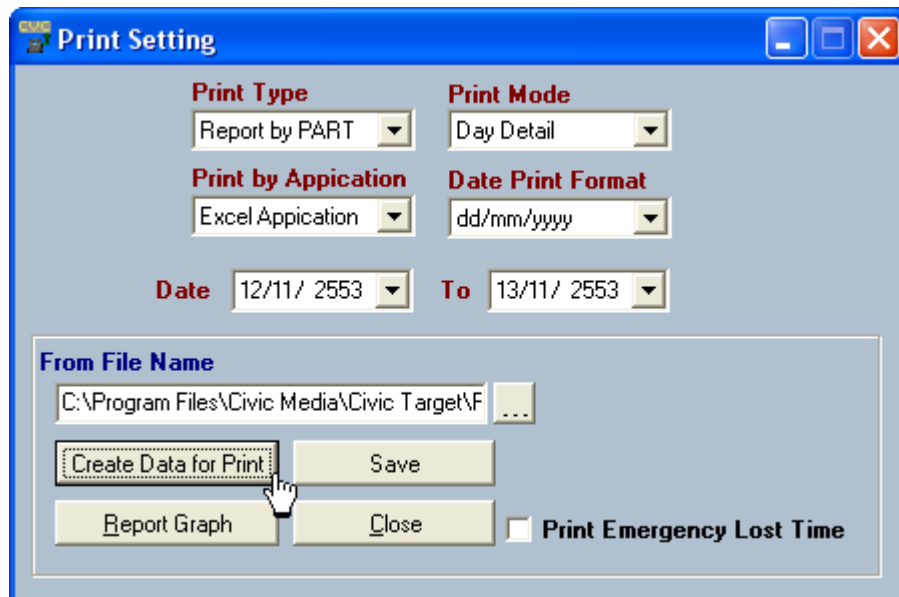 Print Setting
Print Type Print Mode
Report by PART Day Detail
Print by Appication Date Print Format
Excel Appication dd/mm/yyyy
Date 12/11/ 2553 To 13/11/ 2553
From File Name
C:\Program Files\Civic Media\Civic Target\F ...
Create Data for Print Save
Report Graph Close Print Emergency Lost Time